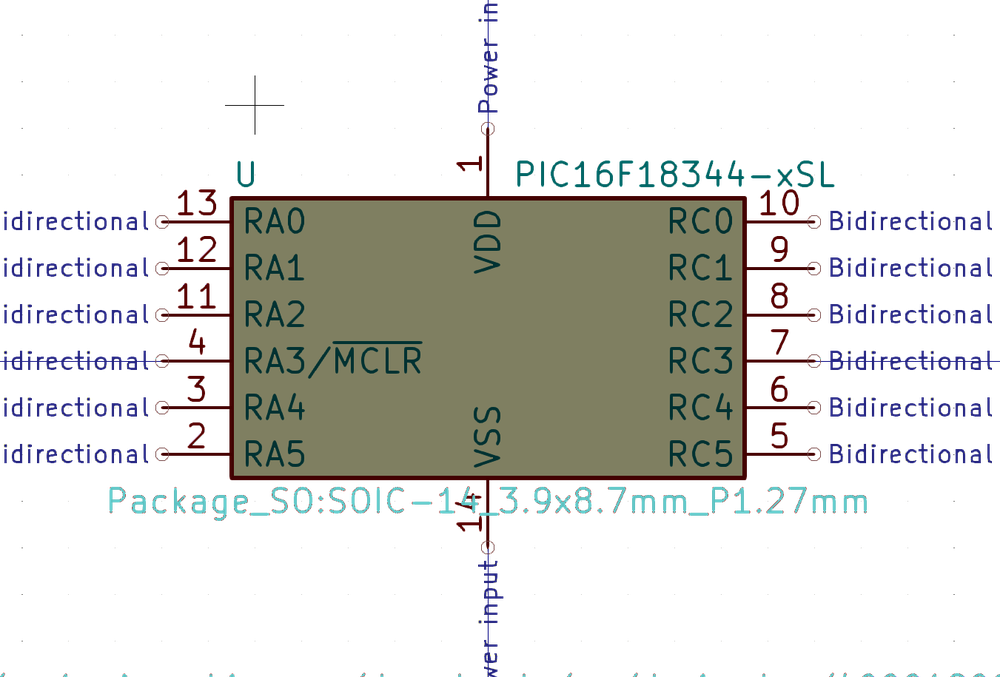 Power in
1
U PIC16F18344-xSL
idirectional 13 RA0 VDD RC0 10 Bidirectional
idirectional 12 RA1 RC1 9 Bidirectional
idirectional 11 RA2 RC2 8 Bidirectional
idirectional 4 RA3/MCLR RC3 7 Bidirectional
idirectional 3 RA4 VSS RC4 6 Bidirectional
idirectional 2 RA5 RC5 5 Bidirectional
Package_SO:SOIC-14_3.9x8.7mm_P1.27mm
14
wer input